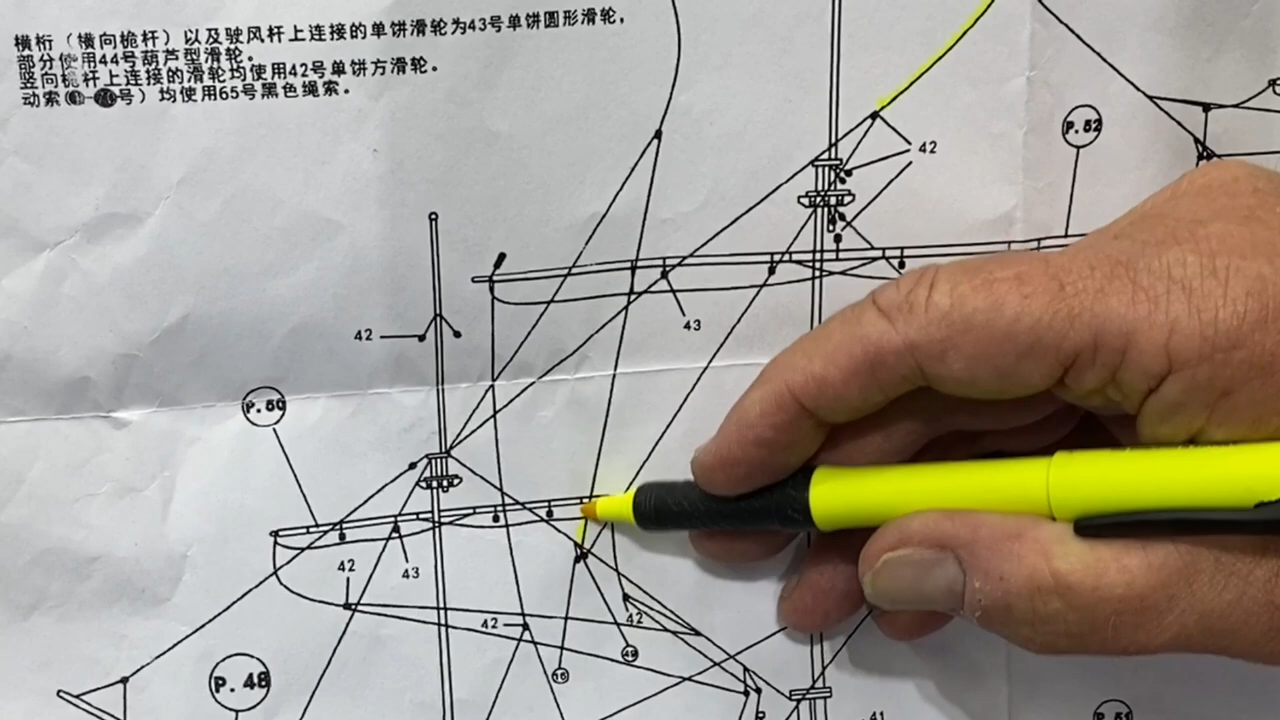 横桁（横向桅杆）以及驶风杆上连接的单饼滑轮为43号单饼圆形滑轮，
部分使用44号葫芦型滑轮。
竖向桅杆上连接的滑轮均使用42号单饼方滑轮。
动索（ - 号）均使用65号黑色绳索。
P.52
42
43
42
P.50
42
43
42
42
49
P.48
41
P.51